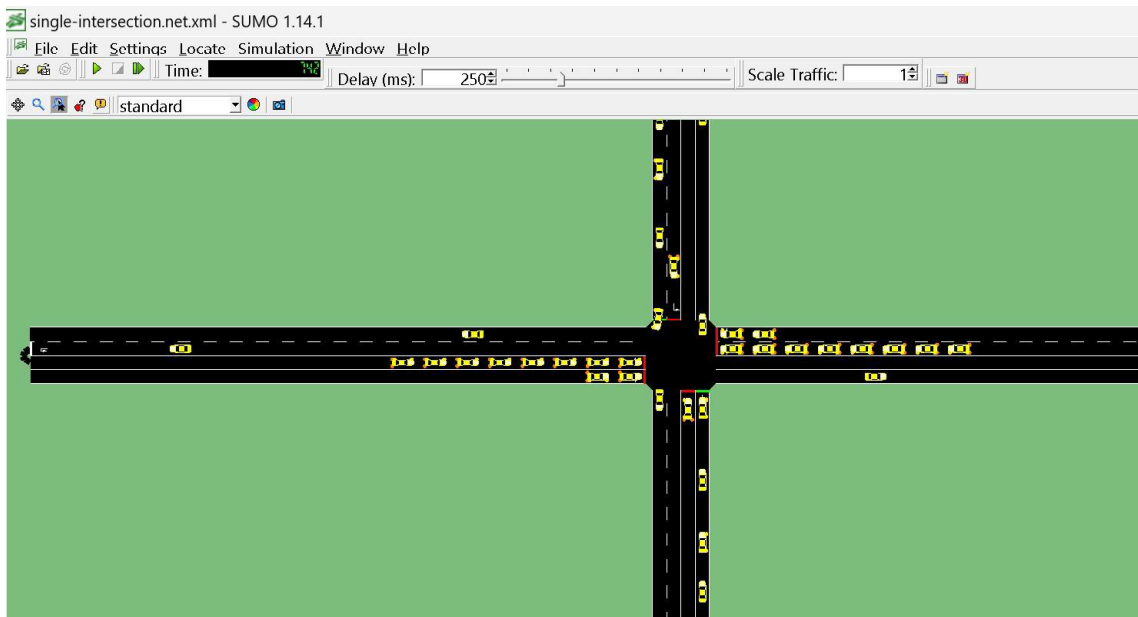 single-intersection.net.xml - SUMO 1.14.1
File Edit Settings Locate Simulation Window Help
Time: 742 Delay (ms): 250 Scale Traffic: 1
standard